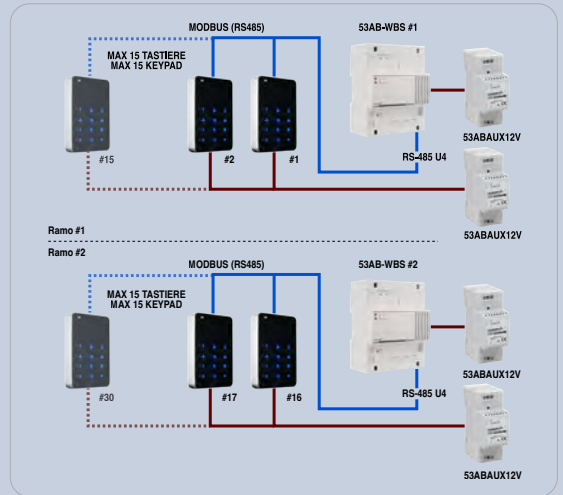 MODBUS (RS485)
53AB-WBS #1
MAX 15 TASTIERE
MAX 15 KEYPAD
53ABAUX12V
#15
#2
#1
RS-485 U4
53ABAUX12V
Ramo #1
Ramo #2
MODBUS (RS485)
53AB-WBS #2
MAX 15 TASTIERE
MAX 15 KEYPAD
53ABAUX12V
#30
#17
#16
RS-485 U4
53ABAUX12V